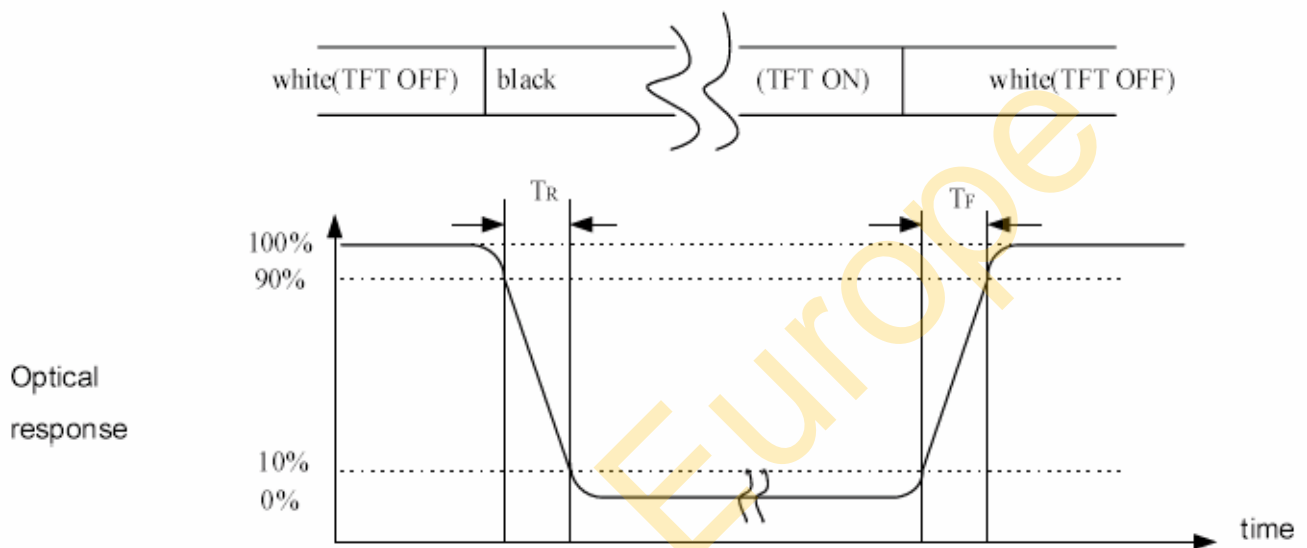 white(TFT OFF) black (TFT ON) white(TFT OFF)
TR TF
100%
90%
Optical
response
10%
0%
time
Europe